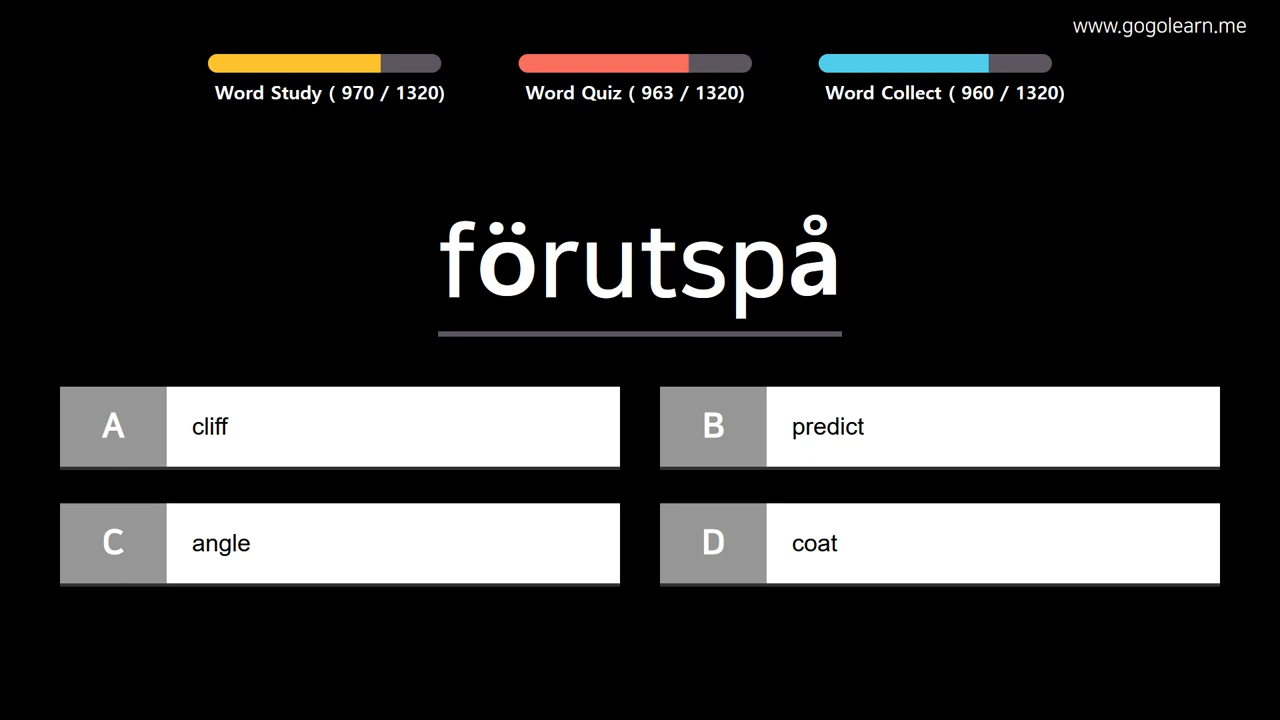 www.gogolearn.me
Word Study ( 970 / 1320)
Word Quiz ( 963 / 1320)
Word Collect ( 960 / 1320)
förutspå
A cliff
B predict
C angle
D coat